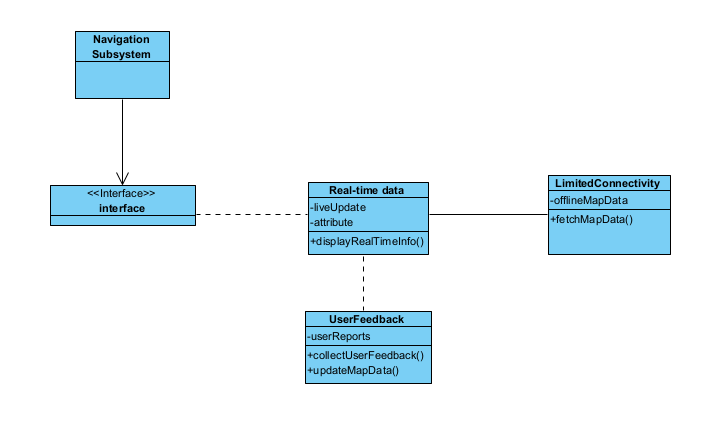 Navigation
Subsystem
<<Interface>>
interface
Real-time data
-liveUpdate
-attribute
+displayRealTimeInfo()
LimitedConnectivity
-offlineMapData
+fetchMapData()
UserFeedback
-userReports
+collectUserFeedback()
+updateMapData()